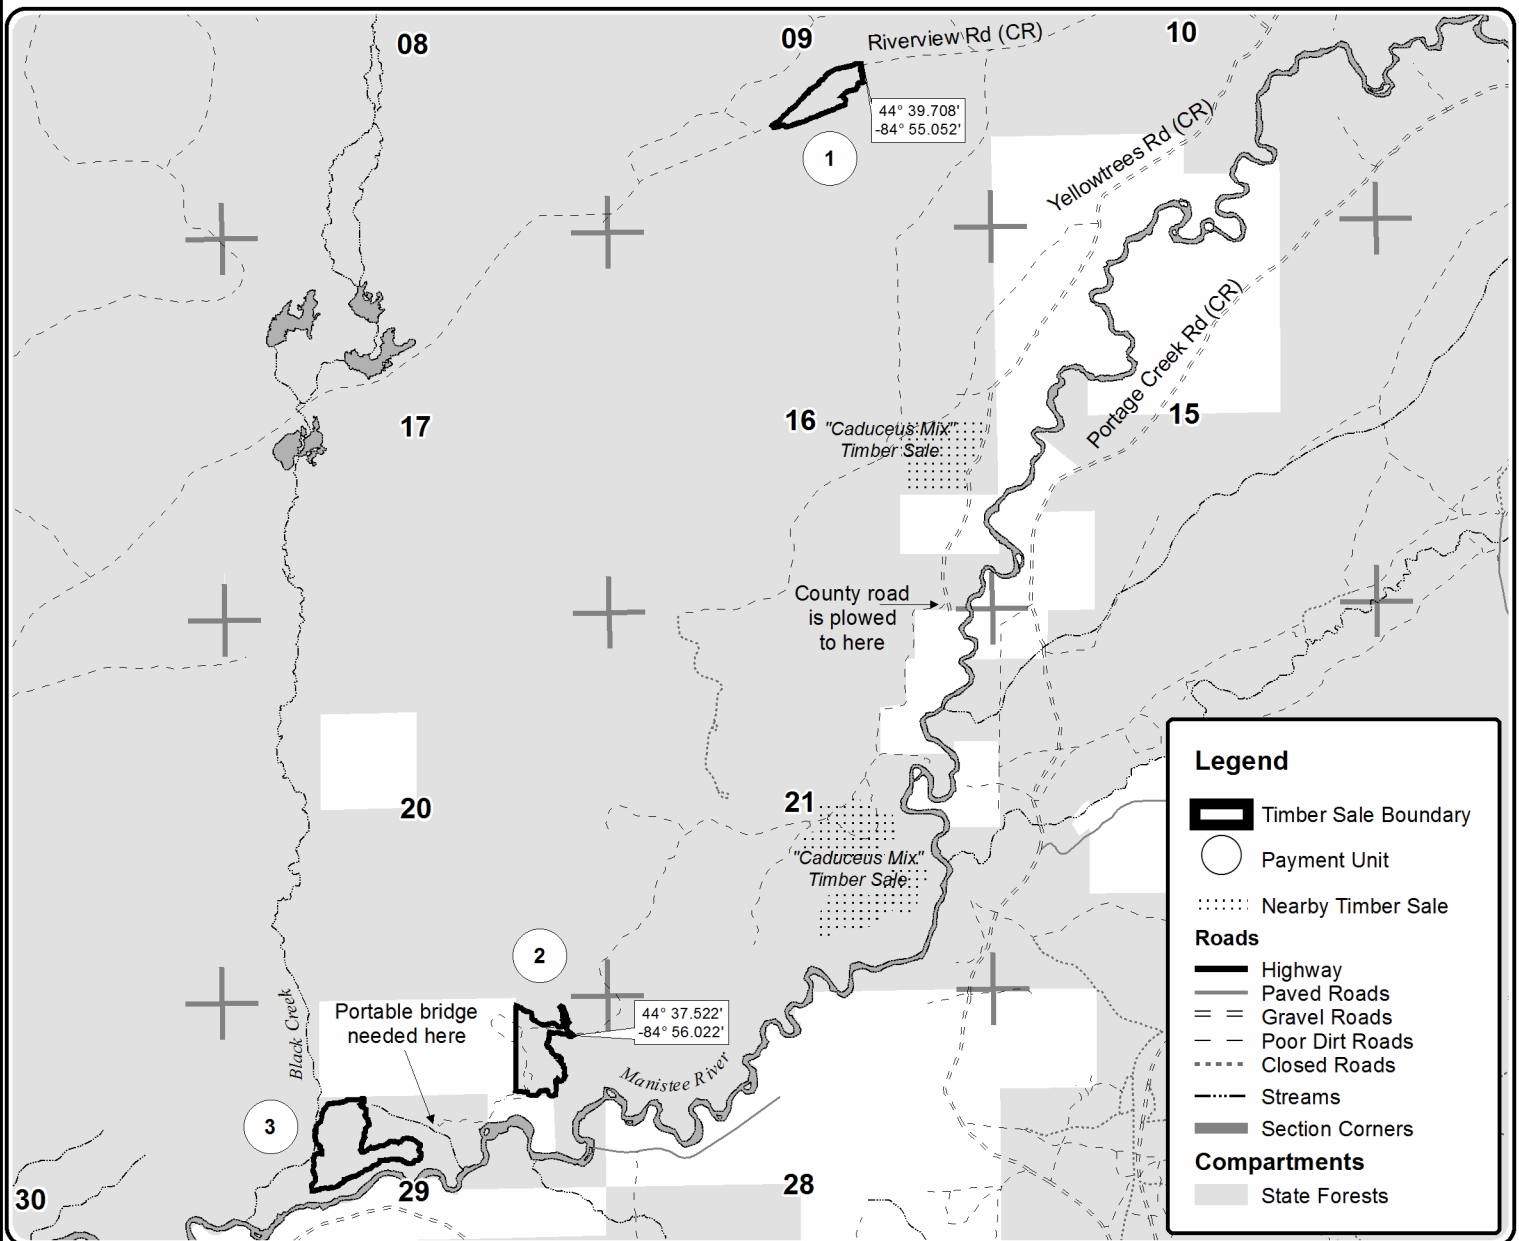 08
09
Riverview Rd (CR)
10
44° 39.708'
-84° 55.052'
1
Yellowtrees Rd (CR)
Portage Creek Rd (CR)
17
16
"Caduceus Mix"
Timber Sale
15
County road
is plowed
to here
20
21
"Caduceus Mix"
Timber Sale
2
Black Creek
Portable bridge
needed here
44° 37.522'
-84° 56.022'
Manistee River
3
30
29
28
Legend
Timber Sale Boundary
Payment Unit
Nearby Timber Sale
Roads
Highway
Paved Roads
Gravel Roads
Poor Dirt Roads
Closed Roads
Streams
Section Corners
Compartments
State Forests